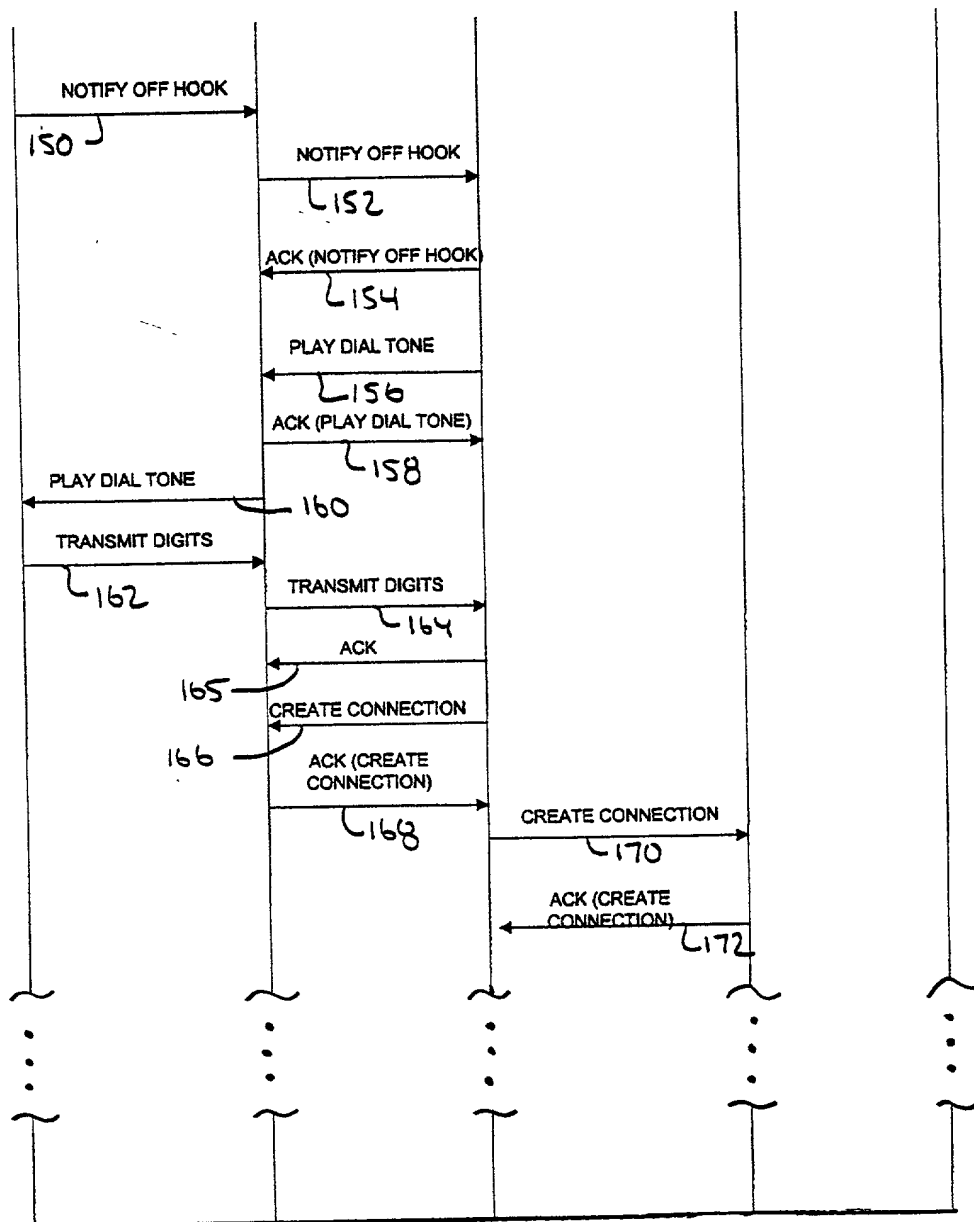 NOTIFY OFF HOOK
150
NOTIFY OFF HOOK
152
ACK (NOTIFY OFF HOOK)
154
PLAY DIAL TONE
156
ACK (PLAY DIAL TONE)
158
PLAY DIAL TONE
160
TRANSMIT DIGITS
162
TRANSMIT DIGITS
164
ACK
165
CREATE CONNECTION
166
ACK (CREATE
CONNECTION)
168
CREATE CONNECTION
170
ACK (CREATE
CONNECTION)
172